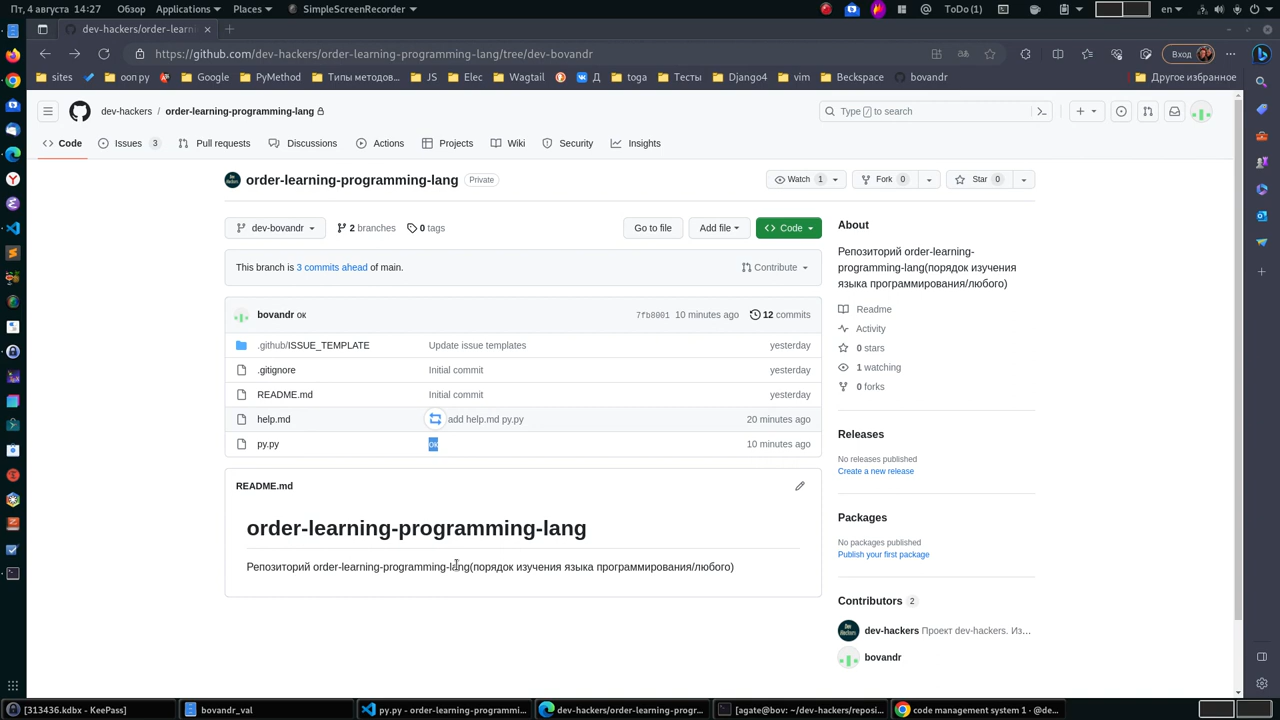 Пт, 4 августа 14:27 Обзор Applications Places SimpleScreenRecorder ToDo(1) en
dev-hackers/order-learni
https://github.com/dev-hackers/order-learning-programming-lang/tree/dev-bovandr
Вход
sites ооп ру Google PyMethod Типы методов... JS Elec Wagtail Д toga Тесты Django4 vim Веckspace bovandr Другое избранное
dev-hackers / order-learning-programming-lang
Type / to search
Code Issues 3 Pull requests Discussions Actions Projects Wiki Security Insights
order-learning-programming-lang Private
Watch 1 Fork 0 Star 0
dev-bovandr 2 branches 0 tags Go to file Add file Code
This branch is 3 commits ahead of main. Contribute
bovandr ок 7fb8001 10 minutes ago 12 commits
.github/ISSUE_TEMPLATE Update issue templates yesterday
.gitignore Initial commit yesterday
README.md Initial commit yesterday
help.md add help.md py.py 20 minutes ago
py.py ок 10 minutes ago
README.md
order-learning-programming-lang
Репозиторий order-learning-programming-lang(порядок изучения языка программирования/любого)
About
Репозиторий order-learning-
programming-lang(порядок изучения
языка программирования/любого)
Readme
Activity
0 stars
1 watching
0 forks
Releases
No releases published
Create a new release
Packages
No packages published
Publish your first package
Contributors 2
dev-hackers Проект dev-hackers. Из...
bovandr
[313436.kdbx - KeePass] bovandr_val py.py - order-learning-programmi... dev-hackers/order-learning-progr... [agate@bov: ~/dev-hackers/reposi... code management system 1 · @de...